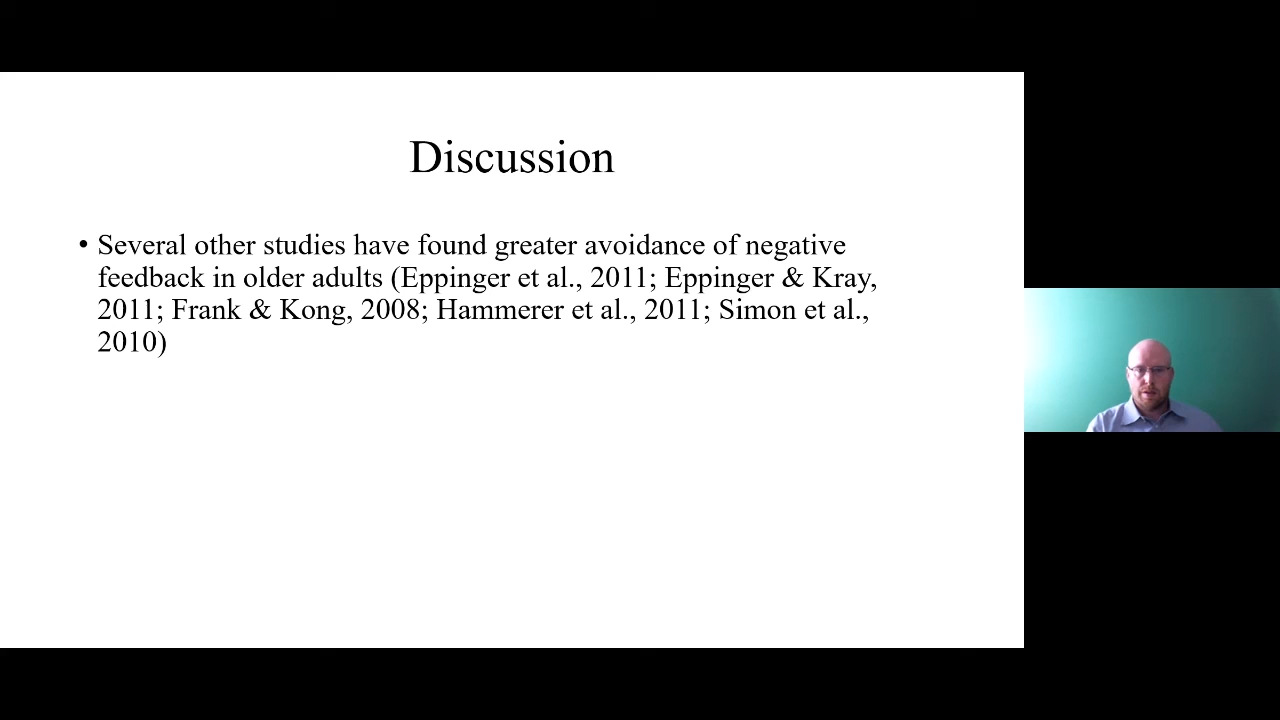 Discussion
• Several other studies have found greater avoidance of negative
feedback in older adults (Eppinger et al., 2011; Eppinger & Kray,
2011; Frank & Kong, 2008; Hammerer et al., 2011; Simon et al.,
2010)